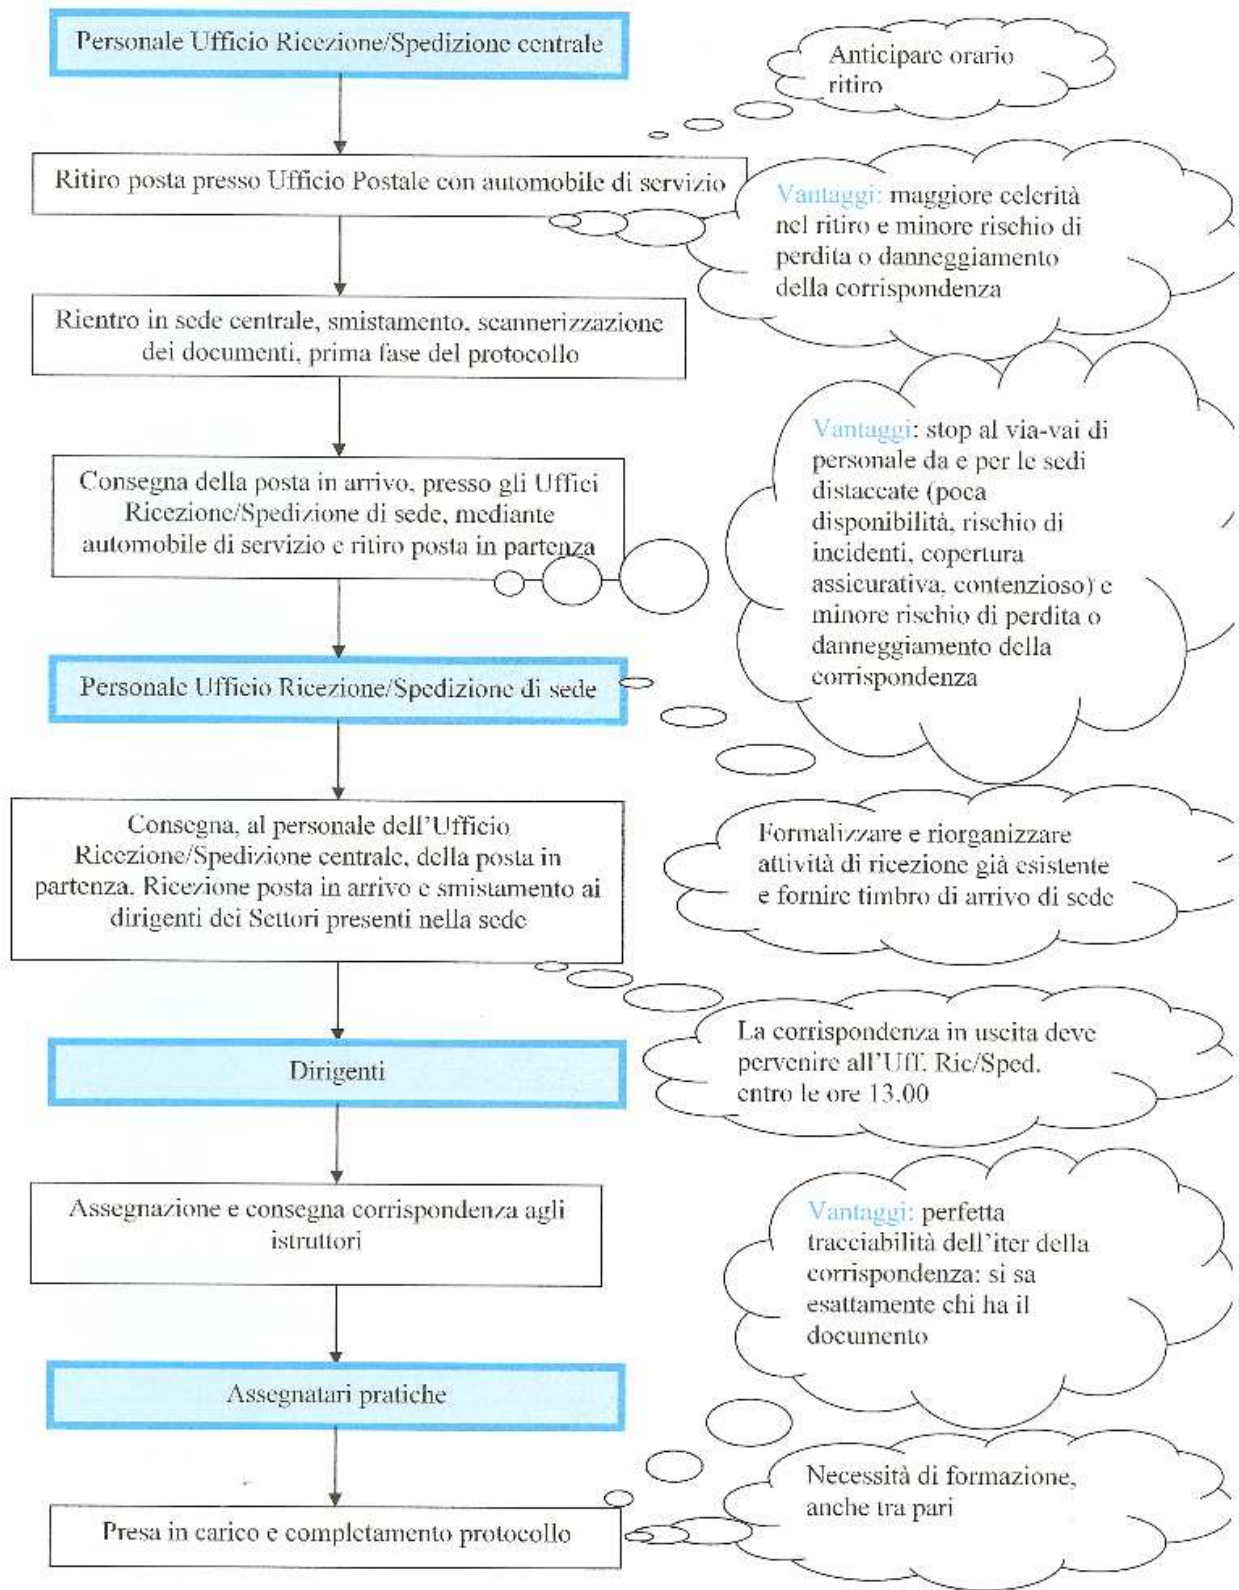 Personale Ufficio Ricezione/Spedizione centrale
Anticipare orario
ritiro
Ritiro posta presso Ufficio Postale con automobile di servizio
Vantaggi: maggiore celerità
nel ritiro e minore rischio di
perdita o danneggiamento
della corrispondenza
Rientro in sede centrale, smistamento, scannerizzazione
dei documenti, prima fase del protocollo
Vantaggi: stop al via-vai di
personale da e per le sedi
distaccate (poca
disponibilità, rischio di
incidenti, copertura
assicurativa, contenzioso) e
minore rischio di perdita o
danneggiamento della
corrispondenza
Consegna della posta in arrivo, presso gli Uffici
Ricezione/Spedizione di sede, mediante
automobile di servizio e ritiro posta in partenza
Personale Ufficio Ricezione/Spedizione di sede
Consegna, al personale dell'Ufficio
Ricezione/Spedizione centrale, della posta in
partenza. Ricezione posta in arrivo e smistamento ai
dirigenti dei Settori presenti nella sede
Formalizzare e riorganizzare
attività di ricezione già esistente
e fornire timbro di arrivo di sede
La corrispondenza in uscita deve
pervenire all'Uff. Ric/Sped.
entro le ore 13.00
Dirigenti
Assegnazione e consegna corrispondenza agli
istruttori
Vantaggi: perfetta
tracciabilità dell'iter della
corrispondenza: si sa
esattamente chi ha il
documento
Assegnatari pratiche
Necessità di formazione,
anche tra pari
Presa in carico e completamento protocollo